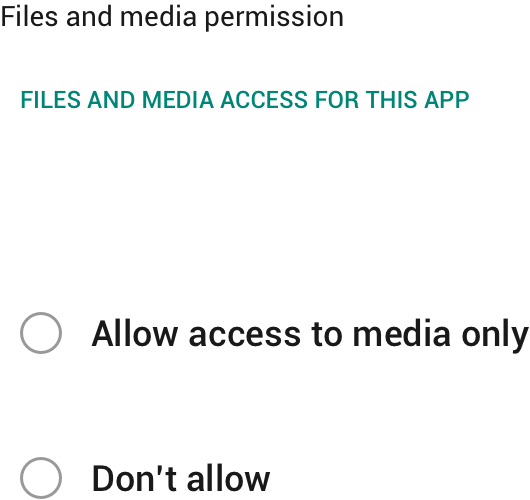 Files and media permission
FILES AND MEDIA ACCESS FOR THIS APP
Allow access to media only
Don't allow